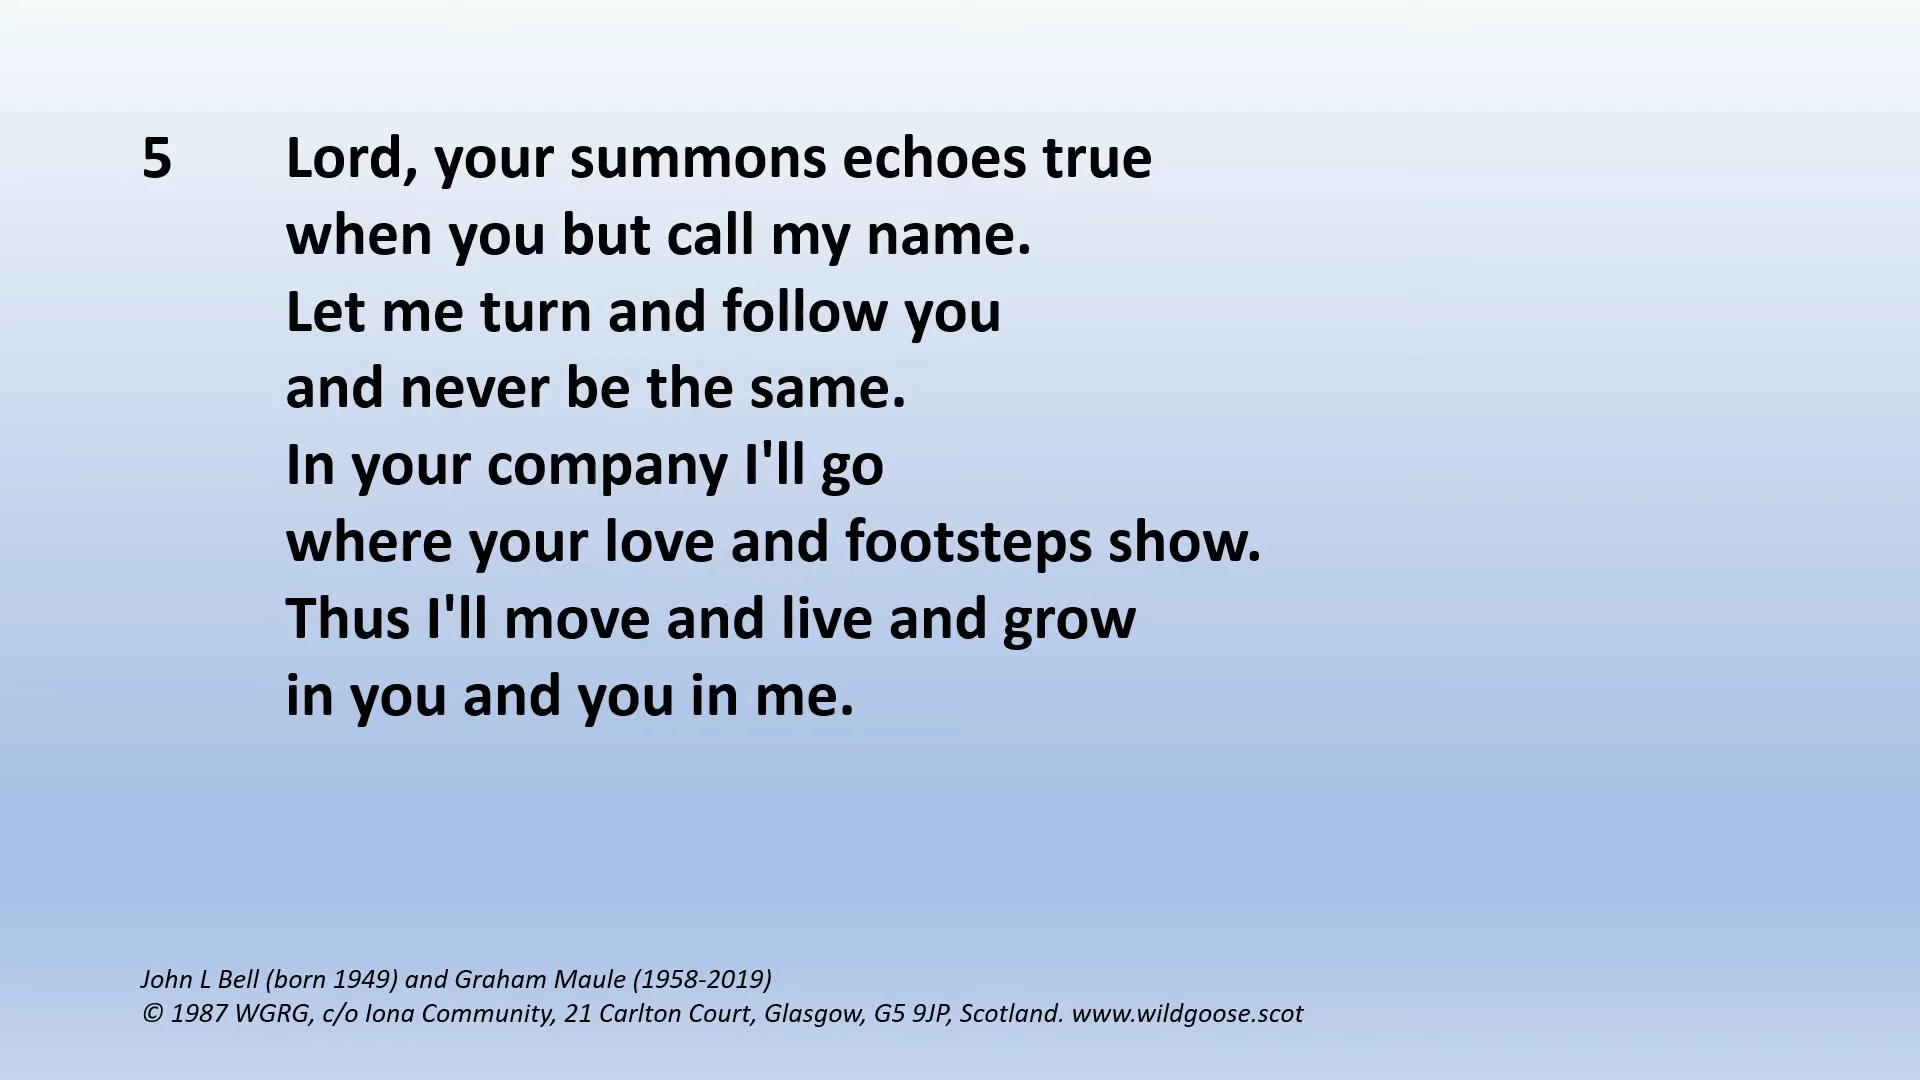 5 Lord, your summons echoes true
when you but call my name.
Let me turn and follow you
and never be the same.
In your company I'll go
where your love and footsteps show.
Thus I'll move and live and grow
in you and you in me.
John L Bell (born 1949) and Graham Maule (1958-2019)
© 1987 WGRG, c/o Iona Community, 21 Carlton Court, Glasgow, G5 9JP, Scotland. www.wildgoose.scot